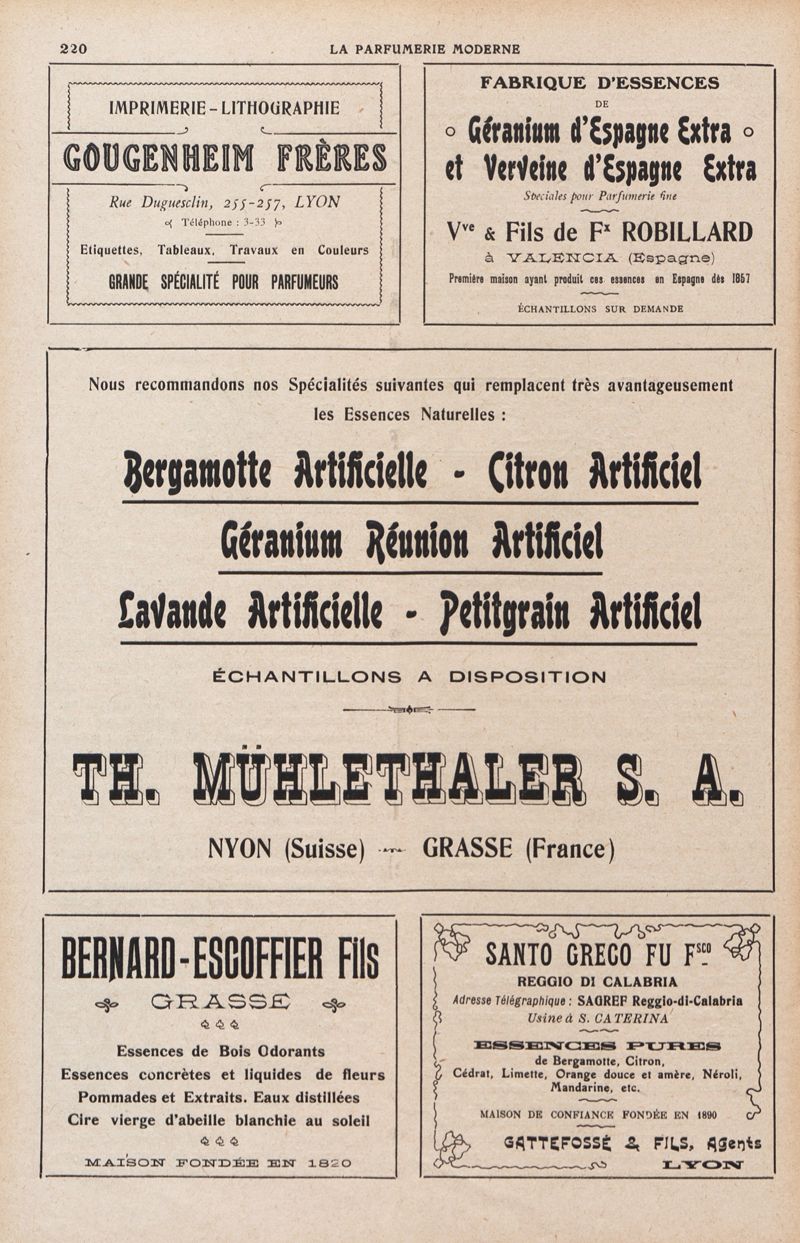 220
LA PARFUMERIE MODERNE
IMPRIMERIE-LITHOGRAPHIE
GOUGENHEIM FRÈRES
Rue Duguesclin, 255-257, LYON
Téléphone : 3-33
Etiquettes, Tableaux, Travaux en Couleurs
GRANDE SPÉCIALITÉ POUR PARFUMEURS
FABRIQUE D'ESSENCES
DE
Géranium d'Espagne Extra
et Verveine d'Espagne Extra
Spéciales pour Parfumerie fine
Vve & Fils de Fx ROBILLARD
à VALENCIA (Espagne)
Première maison ayant produit ces essences en Espagne dès 1857
ÉCHANTILLONS SUR DEMANDE
Nous recommandons nos Spécialités suivantes qui remplacent très avantageusement
les Essences Naturelles :
Bergamotte Artificielle - Citron Artificiel
Géranium Réunion Artificiel
Lavande Artificielle - Petitgrain Artificiel
ÉCHANTILLONS A DISPOSITION
TH. MÜHLETHALER S. A.
NYON (Suisse) — GRASSE (France)
BERNARD-ESCOFFIER Fils
GRASSE
Essences de Bois Odorants
Essences concrètes et liquides de fleurs
Pommades et Extraits. Eaux distillées
Cire vierge d'abeille blanchie au soleil
MAISON FONDÉE EN 1820
SANTO GRECO FU Fsco
REGGIO DI CALABRIA
Adresse Télégraphique : SAGREF Reggio-di-Calabria
Usine à S. CATERINA
ESSENCES PURES
de Bergamotte, Citron,
Cédrat, Limette, Orange douce et amère, Néroli,
Mandarine, etc.
MAISON DE CONFIANCE FONDÉE EN 1890
GATTEFOSSÉ & FILS, Agents
LYON